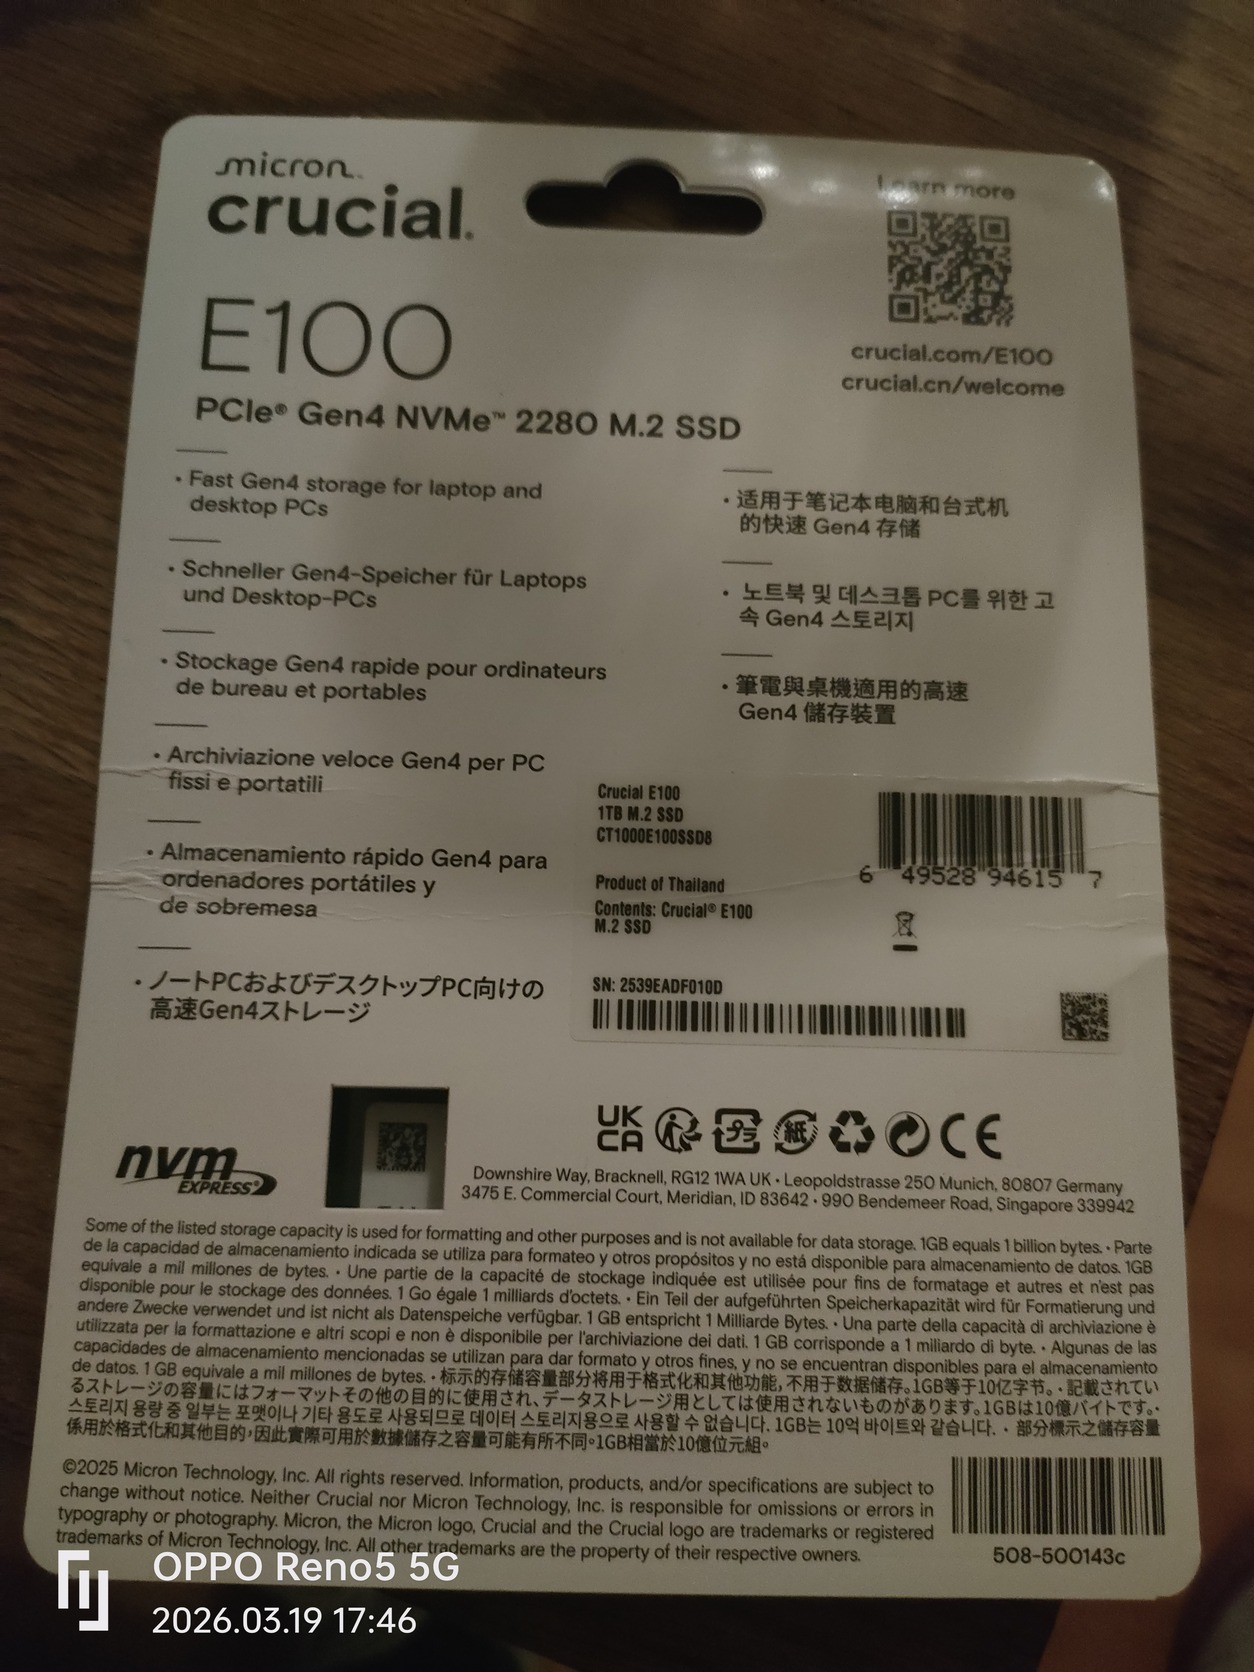 micron
crucial
Learn more
crucial.com/E100
crucial.cn/welcome
E100
PCIe® Gen4 NVMe™ 2280 M.2 SSD
· Fast Gen4 storage for laptop and
desktop PCs
· Schneller Gen4-Speicher für Laptops
und Desktop-PCs
· Stockage Gen4 rapide pour ordinateurs
de bureau et portables
· Archiviazione veloce Gen4 per PC
fissi e portatili
· Almacenamiento rápido Gen4 para
ordenadores portátiles y
de sobremesa
· ノートPCおよびデスクトップPC向けの
高速Gen4ストレージ
· 适用于笔记本电脑和台式机
的快速 Gen4 存储
· 노트북 및 데스크톱 PC를 위한 고
속 Gen4 스토리지
· 筆電與桌機適用的高速
Gen4 儲存裝置
Crucial E100
1TB M.2 SSD
CT1000E100SSD8
6 49528 94615 7
Product of Thailand
Contents: Crucial® E100
M.2 SSD
SN: 2539EADF010D
nvm
EXPRESS®
UK
CA
プラ
紙
CE
Downshire Way, Bracknell, RG12 1WA UK · Leopoldstrasse 250 Munich, 80807 Germany
3475 E. Commercial Court, Meridian, ID 83642 · 990 Bendemeer Road, Singapore 339942
Some of the listed storage capacity is used for formatting and other purposes and is not available for data storage. 1GB equals 1 billion bytes. · Parte
de la capacidad de almacenamiento indicada se utiliza para formateo y otros propósitos y no está disponible para almacenamiento de datos. 1GB
equivale a mil millones de bytes. · Une partie de la capacité de stockage indiquée est utilisée pour fins de formatage et autres et n'est pas
disponible pour le stockage des données. 1 Go égale 1 milliards d'octets. · Ein Teil der aufgeführten Speicherkapazität wird für Formatierung und
andere Zwecke verwendet und ist nicht als Datenspeiche verfügbar. 1 GB entspricht 1 Milliarde Bytes. · Una parte della capacità di archiviazione è
utilizzata per la formattazione e altri scopi e non è disponibile per l'archiviazione dei dati. 1 GB corrisponde a 1 miliardo di byte. · Algunas de las
capacidades de almacenamiento mencionadas se utilizan para dar formato y otros fines, y no se encuentran disponibles para el almacenamiento
de datos. 1 GB equivale a mil millones de bytes. · 标示的存储容量部分将用于格式化和其他功能,不用于数据储存。1GB等于10亿字节。· 記載されてい
るストレージの容量にはフォーマットその他の目的に使用され、データストレージ用としては使用されないものがあります。1GBは10億バイトです。·
스토리지 용량 중 일부는 포맷이나 기타 용도로 사용되므로 데이터 스토리지용으로 사용할 수 없습니다. 1GB는 10억 바이트와 같습니다. · 部分標示之儲存容量
係用於格式化和其他目的,因此實際可用於數據儲存之容量可能有所不同。1GB相當於10億位元組。
©2025 Micron Technology, Inc. All rights reserved. Information, products, and/or specifications are subject to
change without notice. Neither Crucial nor Micron Technology, Inc. is responsible for omissions or errors in
typography or photography. Micron, the Micron logo, Crucial and the Crucial logo are trademarks or registered
trademarks of Micron Technology, Inc. All other trademarks are the property of their respective owners.
508-500143c
OPPO Reno5 5G
2026.03.19 17:46